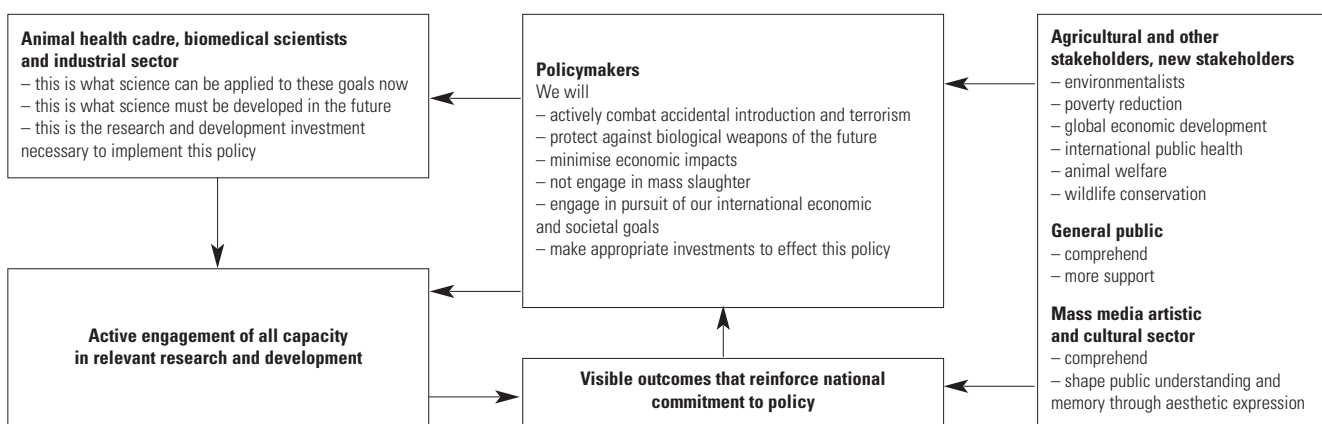 Animal health cadre, biomedical scientists
and industrial sector
– this is what science can be applied to these goals now
– this is what science must be developed in the future
– this is the research and development investment
necessary to implement this policy
Policymakers
We will
– actively combat accidental introduction and terrorism
– protect against biological weapons of the future
– minimise economic impacts
– not engage in mass slaughter
– engage in pursuit of our international economic
and societal goals
– make appropriate investments to effect this policy
Agricultural and other
stakeholders, new stakeholders
– environmentalists
– poverty reduction
– global economic development
– international public health
– animal welfare
– wildlife conservation
General public
– comprehend
– more support
Mass media artistic
and cultural sector
– comprehend
– shape public understanding and
memory through aesthetic expression
Active engagement of all capacity
in relevant research and development
Visible outcomes that reinforce national
commitment to policy